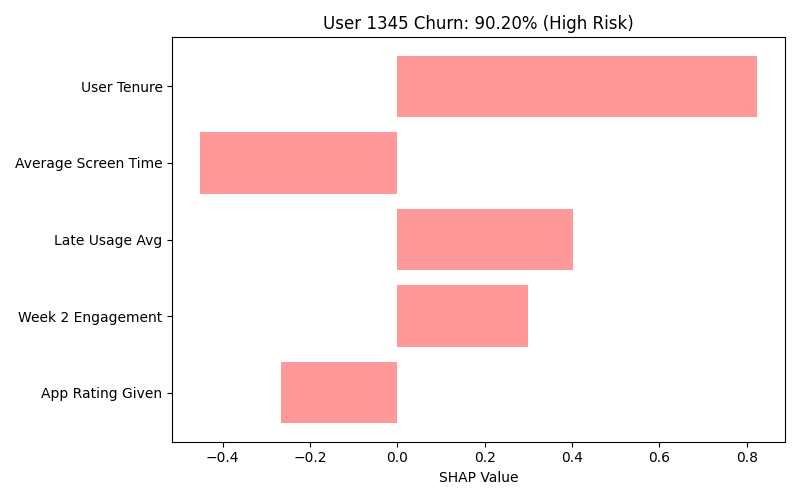 User 1345 Churn: 90.20% (High Risk)
User Tenure
Average Screen Time
Late Usage Avg
Week 2 Engagement
App Rating Given
−0.4 −0.2 0.0 0.2 0.4 0.6 0.8
SHAP Value